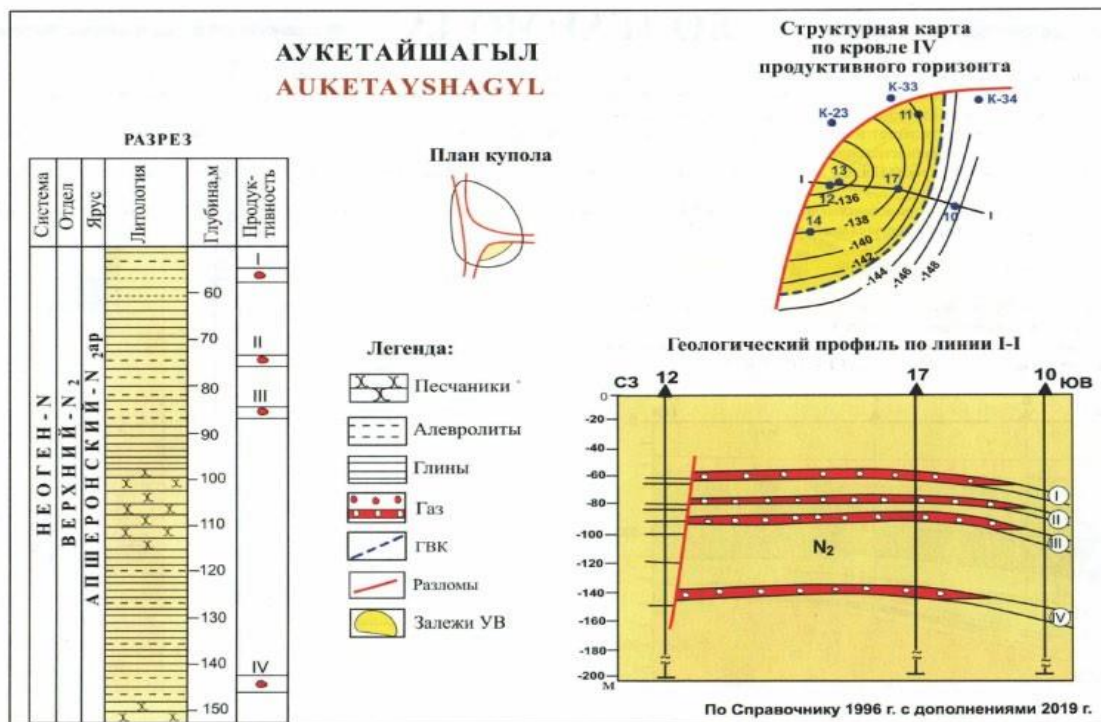 АУКЕТАЙШАГЫЛ
AUKETAYSHAGYL
РАЗРЕЗ
Система
Отдел
Ярус
Литология
Глубина,м
Продук-
тивность
НЕОГЕН - N
ВЕРХНИЙ - N₂
АПШЕРОНСКИЙ - N₂ap
I
60
70
II
80
III
90
100
110
120
130
140
IV
150
План купола
Легенда:
Песчаники
Алевролиты
Глины
Газ
ГВК
Разломы
Залежи УВ
Структурная карта
по кровле IV
продуктивного горизонта
К-33
К-34
К-23
11
13
I
17
12
-136
14
10
I
-138
-140
-142
-144
-146
-148
Геологический профиль по линии I-I
СЗ
12
17
10
ЮВ
0
-20
-40
-60
-80
-100
-120
-140
-160
-180
-200
М
I
II
III
N₂
IV
По Справочнику 1996 г. с дополнениями 2019 г.